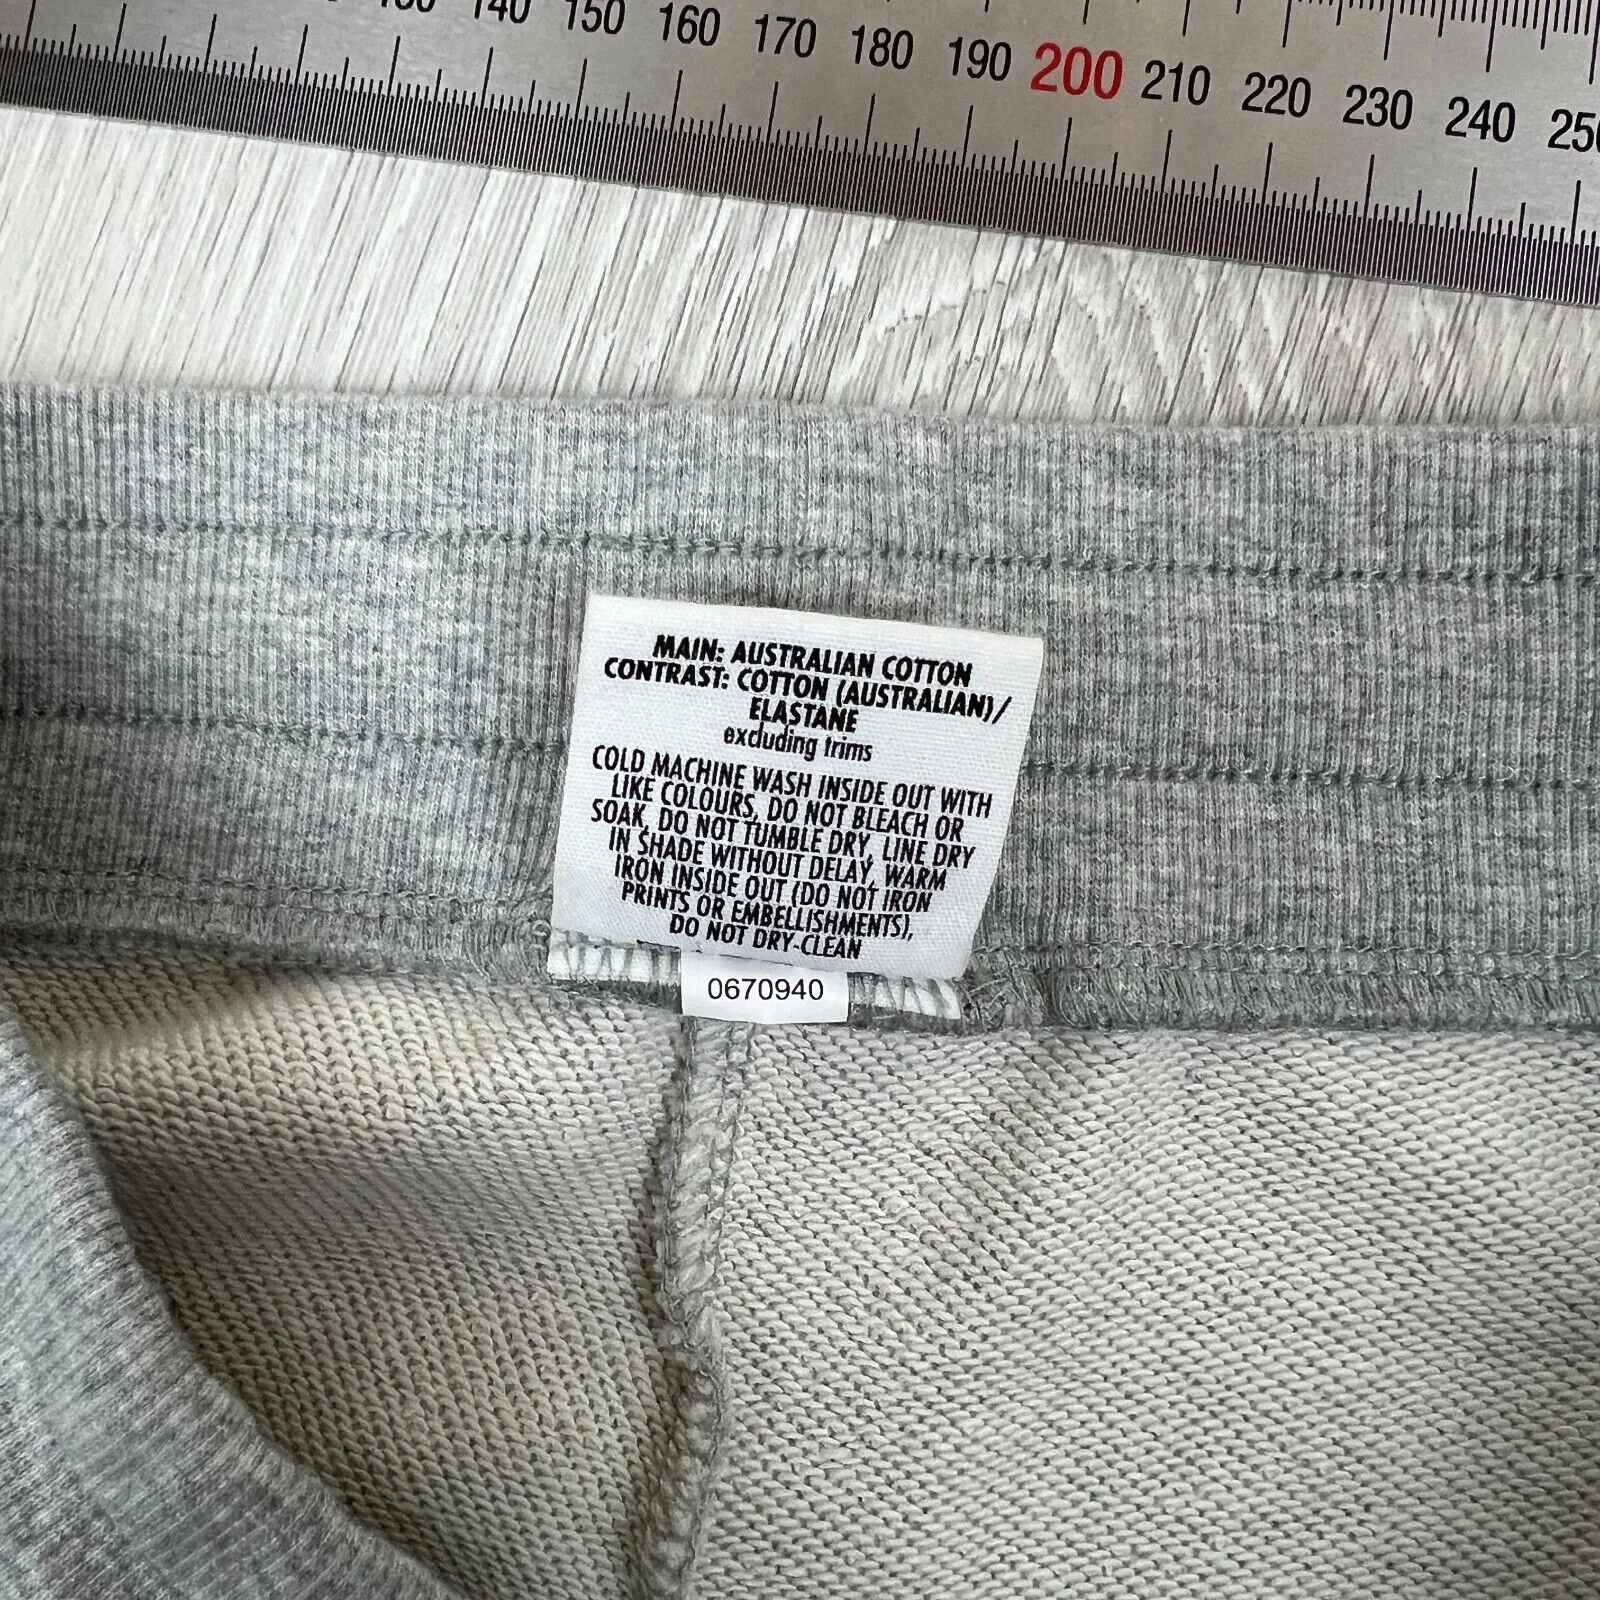 130 140 150 160 170 180 190 200 210 220 230 240 250
MAIN: AUSTRALIAN COTTON
CONTRAST: COTTON (AUSTRALIAN)/
ELASTANE
excluding trims
COLD MACHINE WASH INSIDE OUT WITH
LIKE COLOURS, DO NOT BLEACH OR
SOAK, DO NOT TUMBLE DRY, LINE DRY
IN SHADE WITHOUT DELAY, WARM
IRON INSIDE OUT (DO NOT IRON
PRINTS OR EMBELLISHMENTS),
DO NOT DRY-CLEAN
0670940